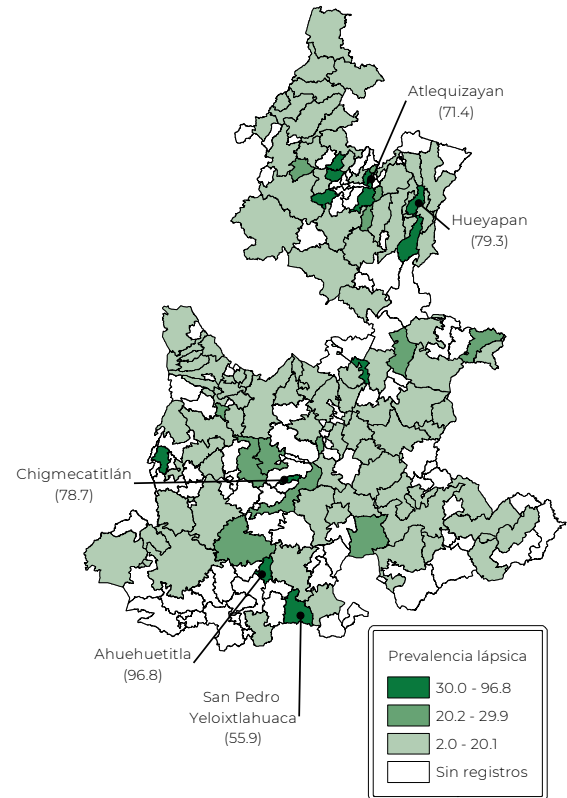 Atlequizayan
(71.4)
Hueyapan
(79.3)
Chigmecatitlán
(78.7)
Ahuehuetitla
(96.8)
San Pedro
Yeloixtlahuaca
(55.9)
Prevalencia lápsica
30.0 - 96.8
20.2 - 29.9
2.0 - 20.1
Sin registros